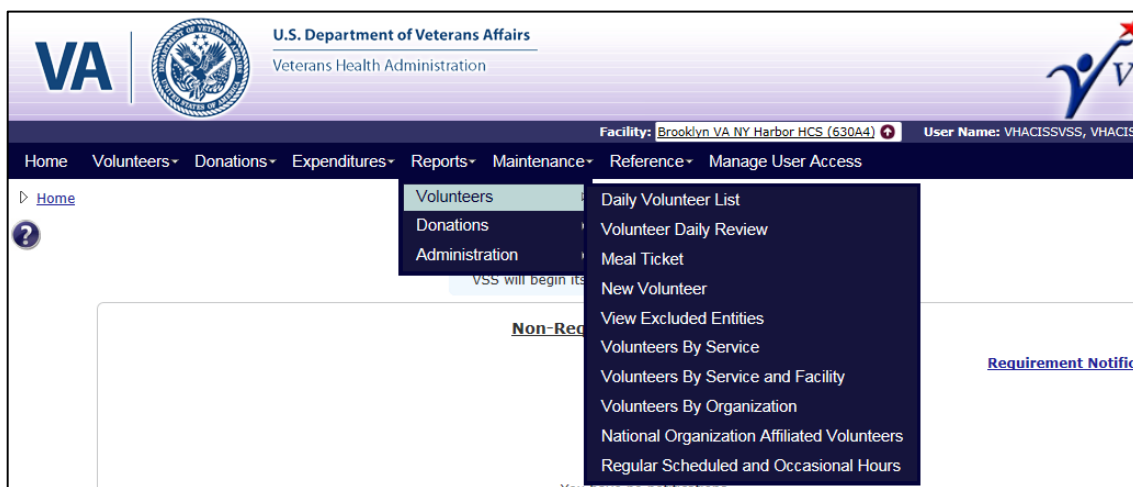 VA
U.S. Department of Veterans Affairs
Veterans Health Administration
Facility: Brooklyn VA NY Harbor HCS (630A4) User Name: VHACISSVSS, VHACIS
Home Volunteers Donations Expenditures Reports Maintenance Reference Manage User Access
Home
Volunteers
Donations
Administration
Daily Volunteer List
Volunteer Daily Review
Meal Ticket
New Volunteer
View Excluded Entities
Volunteers By Service
Volunteers By Service and Facility
Volunteers By Organization
National Organization Affiliated Volunteers
Regular Scheduled and Occasional Hours
VSS will begin its
Non-Req
Requirement Notific